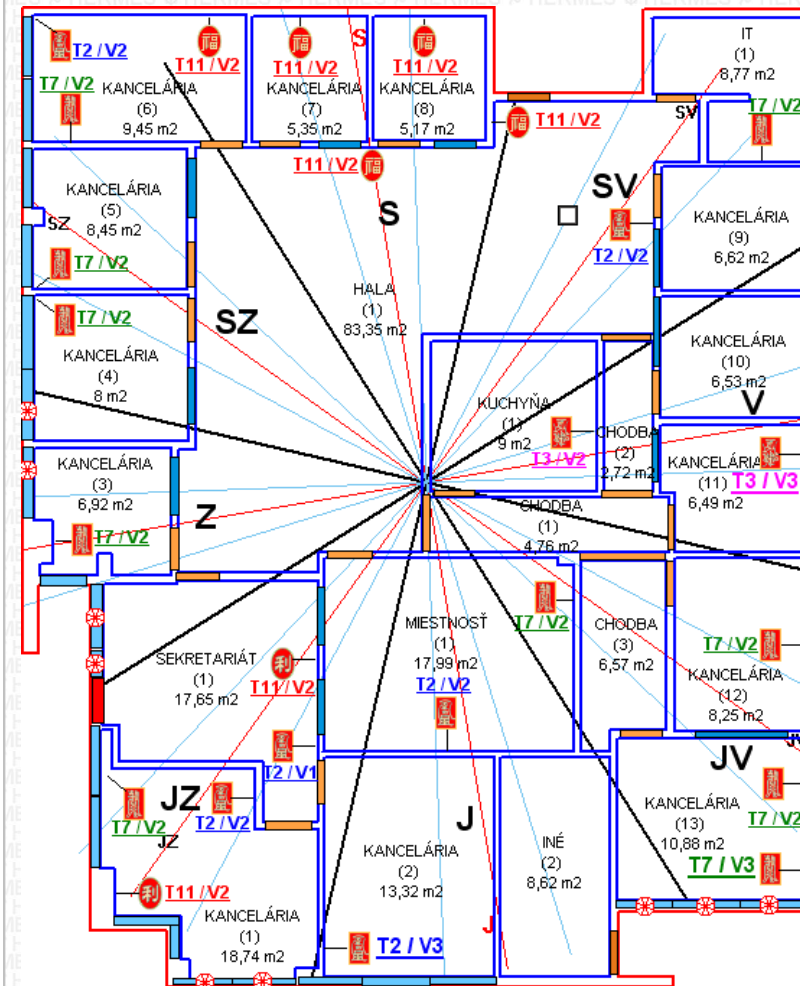 T2 / V2
T11 / V2
T7 / V2
KANCELÁRIA
(6)
9,45 m2
T11 / V2
KANCELÁRIA
(7)
5,35 m2
S
T11 / V2
KANCELÁRIA
(8)
5,17 m2
T11 / V2
IT
(1)
8,77 m2
SV
T7 / V2
T11 / V2
KANCELÁRIA
(5)
8,45 m2
SZ
T7 / V2
S
SV
T2 / V2
KANCELÁRIA
(9)
6,62 m2
HALA
(1)
83,35 m2
SZ
T7 / V2
KANCELÁRIA
(4)
8 m2
KANCELÁRIA
(10)
6,53 m2
V
KUCHYŇA
(1)
9 m2
T3 / V2
CHODBA
(2)
2,72 m2
KANCELÁRIA
(11)
6,49 m2
T3 / V3
KANCELÁRIA
(3)
6,92 m2
T7 / V2
Z
CHODBA
(1)
4,76 m2
SEKRETARIÁT
(1)
17,65 m2
利
T11 / V2
T2 / V1
MIESTNOSŤ
(1)
17,99 m2
T2 / V2
T7 / V2
CHODBA
(3)
6,57 m2
T7 / V2
KANCELÁRIA
(12)
8,25 m2
JV
JV
T7 / V2
KANCELÁRIA
(13)
10,88 m2
T7 / V3
JZ
T7 / V2
T2 / V2
JZ
利
T11 / V2
KANCELÁRIA
(1)
18,74 m2
J
KANCELÁRIA
(2)
13,32 m2
J
T2 / V3
INÉ
(2)
8,62 m2
福
福
福
福
福